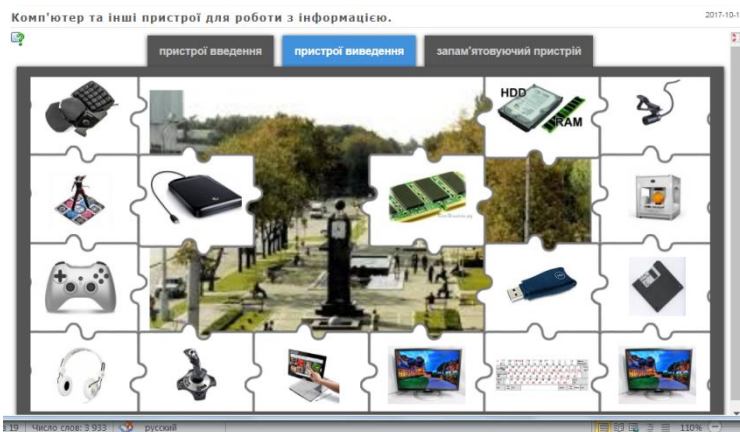 Комп'ютер та інші пристрої для роботи з інформацією.
2017-10-1
пристрої введення
пристрої виведення
запам'ятовуючий пристрій
HDD
RAM
19
Число слов: 3 933
русский
110%